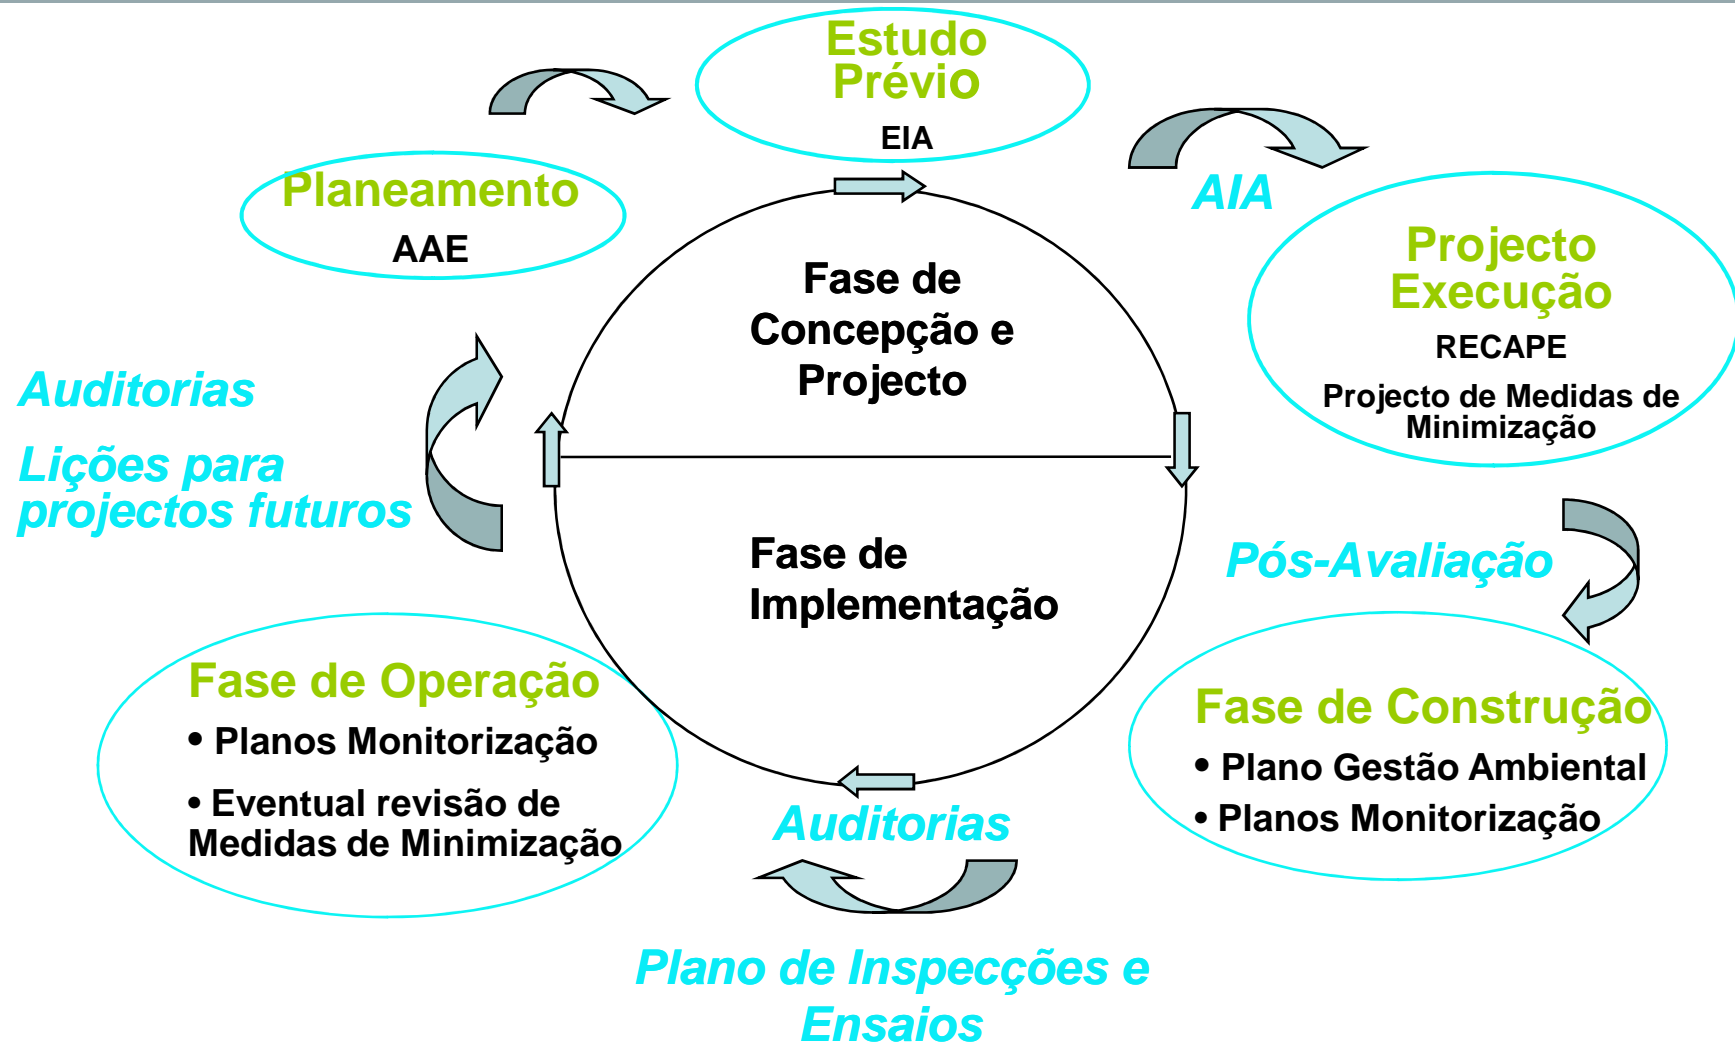 Estudo
Prévio
EIA
Planeamento
AAE
AIA
Projecto
Execução
RECAPE
Projecto de Medidas de
Minimização
Fase de
Concepção e
Projecto
Auditorias
Lições para
projectos futuros
Fase de
Implementação
Pós-Avaliação
Fase de Operação
• Planos Monitorização
• Eventual revisão de
Medidas de Minimização
Fase de Construção
• Plano Gestão Ambiental
• Planos Monitorização
Auditorias
Plano de Inspecções e
Ensaios